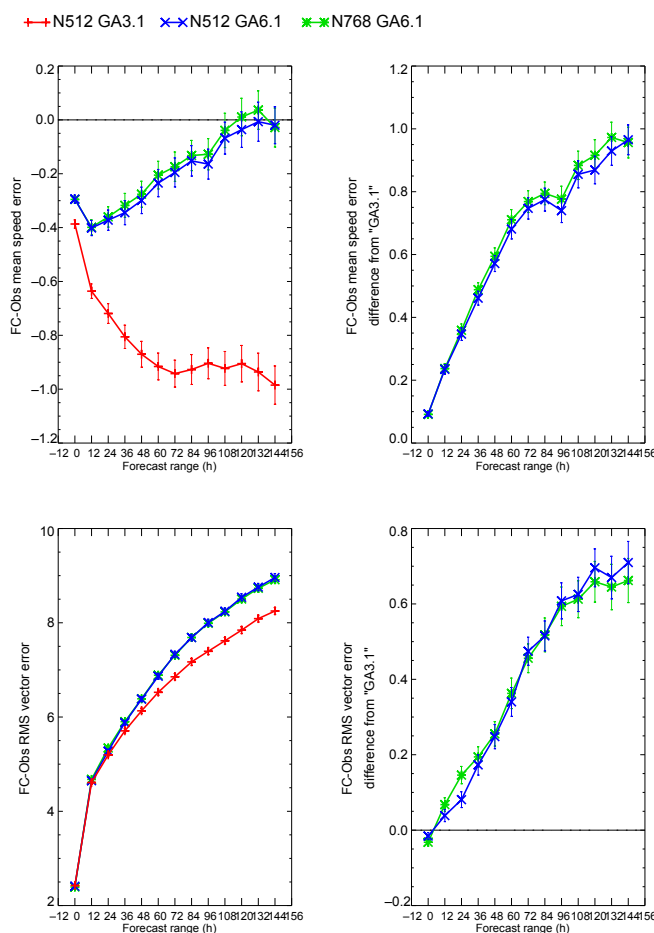 N512 GA3.1 N512 GA6.1 N768 GA6.1
0.2
0.0
−0.2
−0.4
−0.6
−0.8
−1.0
−1.2
FC-Obs mean speed error
−12 0 12 24 36 48 60 72 84 96 108 120 132 144 156
Forecast range (h)
1.2
1.0
0.8
0.6
0.4
0.2
0.0
FC-Obs mean speed error
difference from "GA3.1"
−12 0 12 24 36 48 60 72 84 96 108 120 132 144 156
Forecast range (h)
10
8
6
4
2
FC-Obs RMS vector error
−12 0 12 24 36 48 60 72 84 96 108 120 132 144 156
Forecast range (h)
0.8
0.6
0.4
0.2
0.0
−0.2
FC-Obs RMS vector error
difference from "GA3.1"
−12 0 12 24 36 48 60 72 84 96 108 120 132 144 156
Forecast range (h)